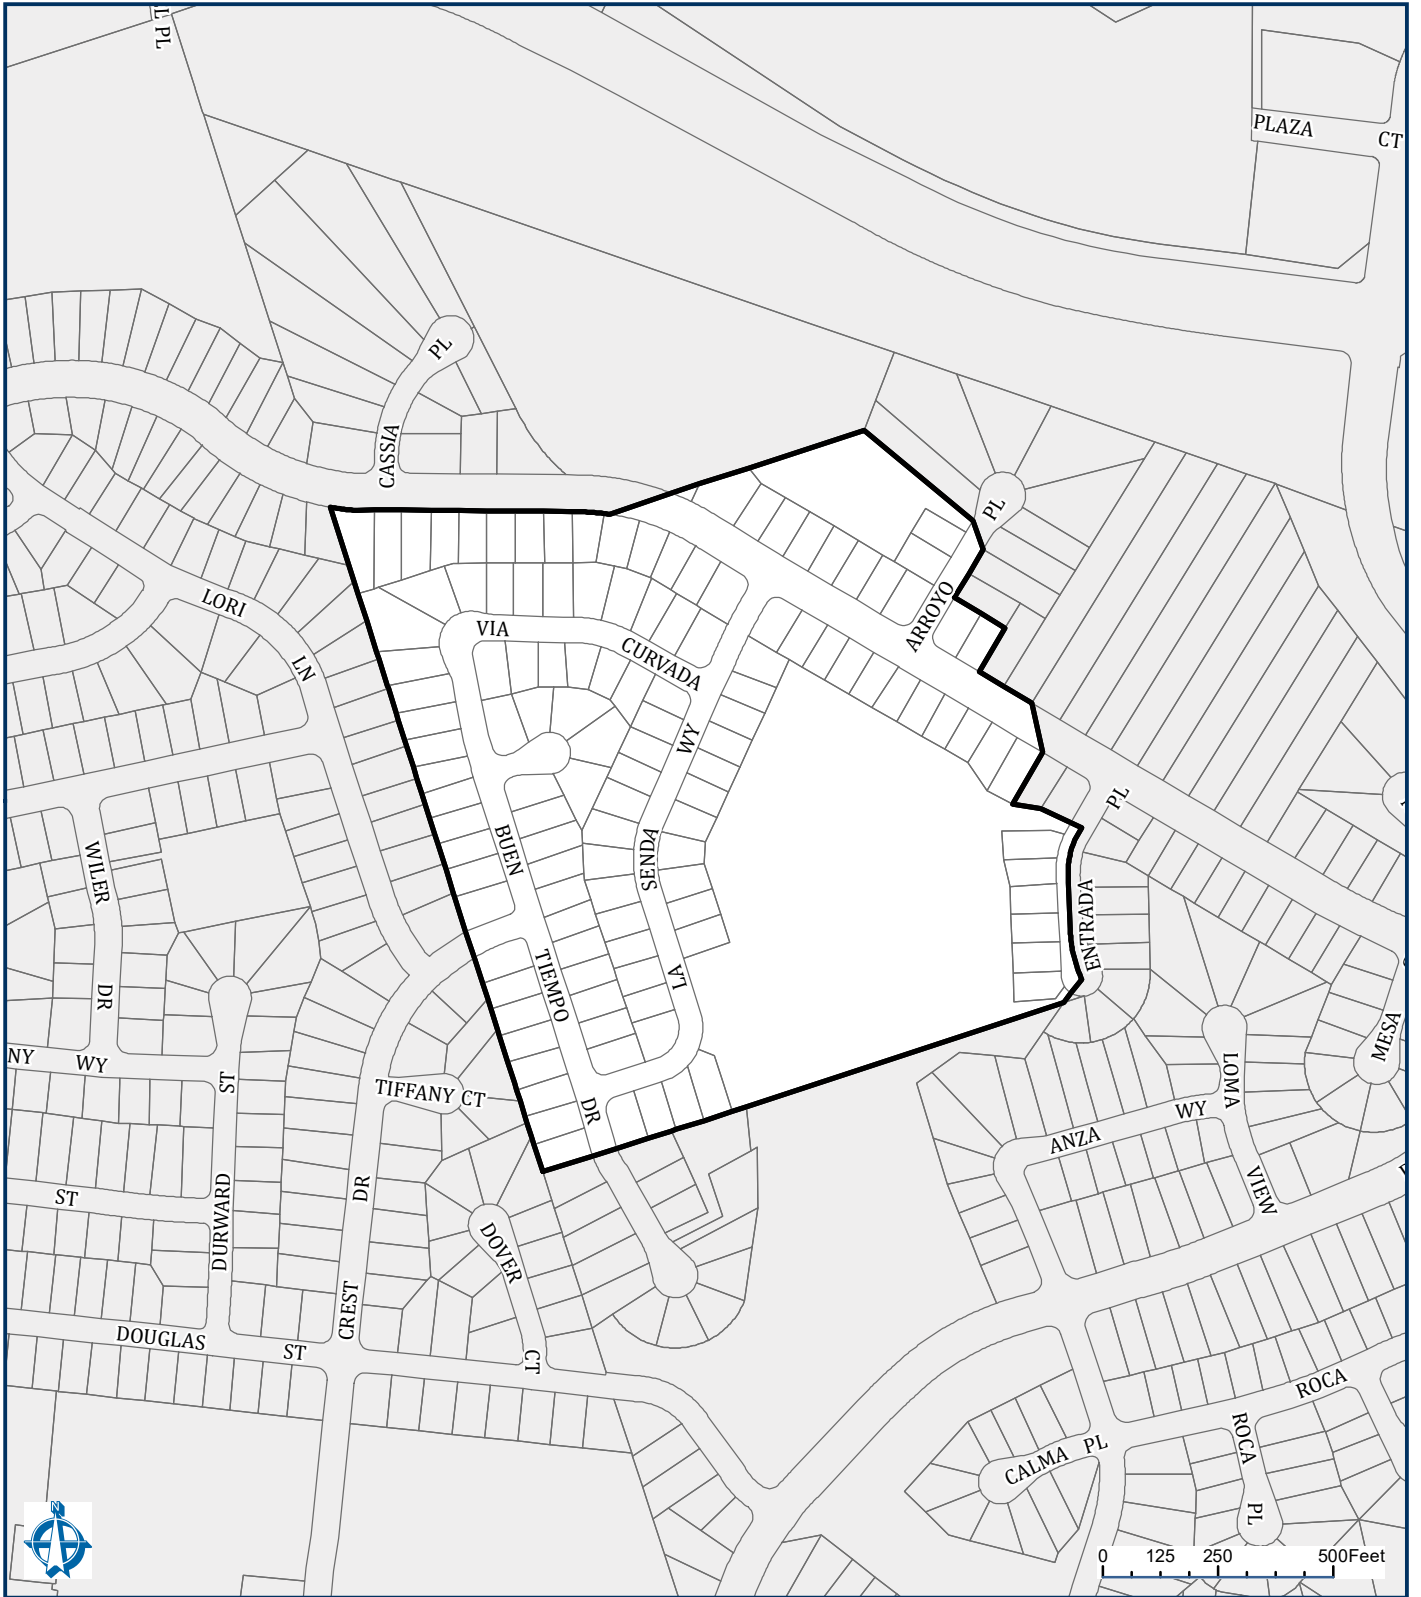 L PL
PLAZA CT
PL
CASSIA
PL
LORI
VIA
ARROYO
CURVADA
LN
WY
PL
BUEN
SENDA
WILER
ENTRADA
TIEMPO
LA
DR
MESA
NY WY
ST
TIFFANY CT
DR
LOMA
WY
ANZA
ST
DR
VIEW
DURWARD
DOVER
CREST
DOUGLAS ST
CT
ROCA
ROCA
CALMA PL
PL
N
0 125 250 500Feet